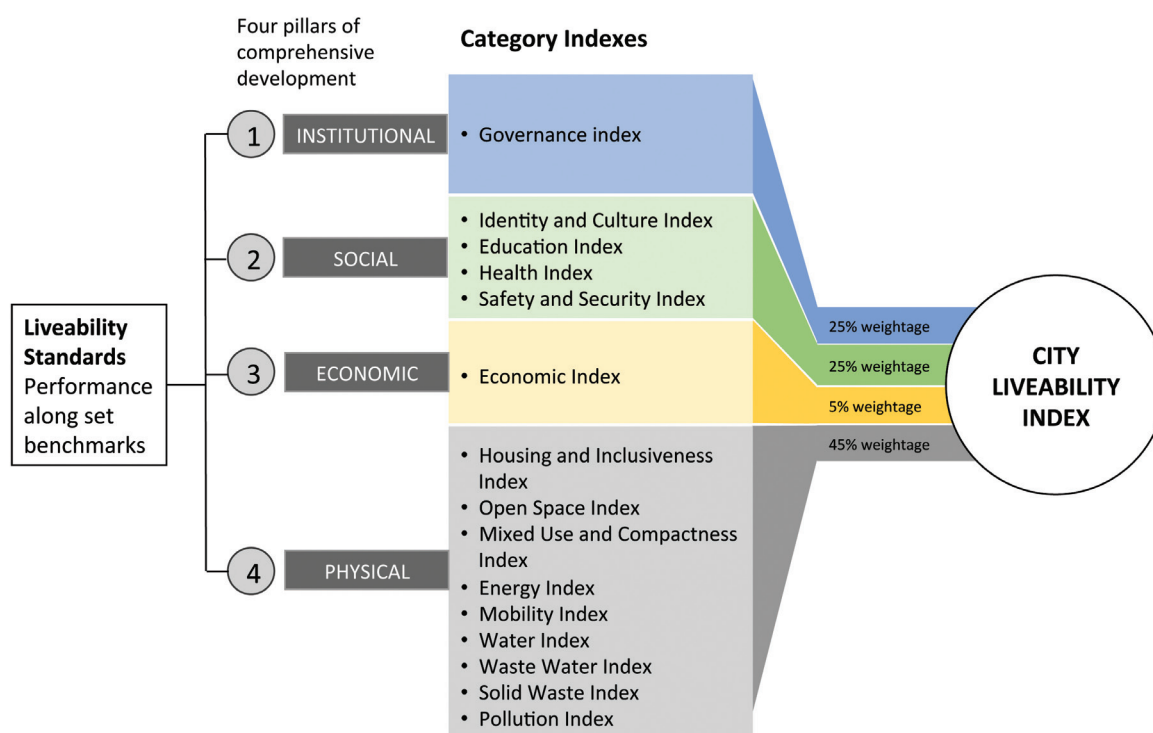 Four pillars of
comprehensive
development
Category Indexes
1
INSTITUTIONAL
• Governance index
2
SOCIAL
• Identity and Culture Index
• Education Index
• Health Index
• Safety and Security Index
Liveability
Standards
Performance
along set
benchmarks
3
ECONOMIC
• Economic Index
4
PHYSICAL
• Housing and Inclusiveness
Index
• Open Space Index
• Mixed Use and Compactness
Index
• Energy Index
• Mobility Index
• Water Index
• Waste Water Index
• Solid Waste Index
• Pollution Index
25% weightage
25% weightage
5% weightage
45% weightage
CITY
LIVEABILITY
INDEX